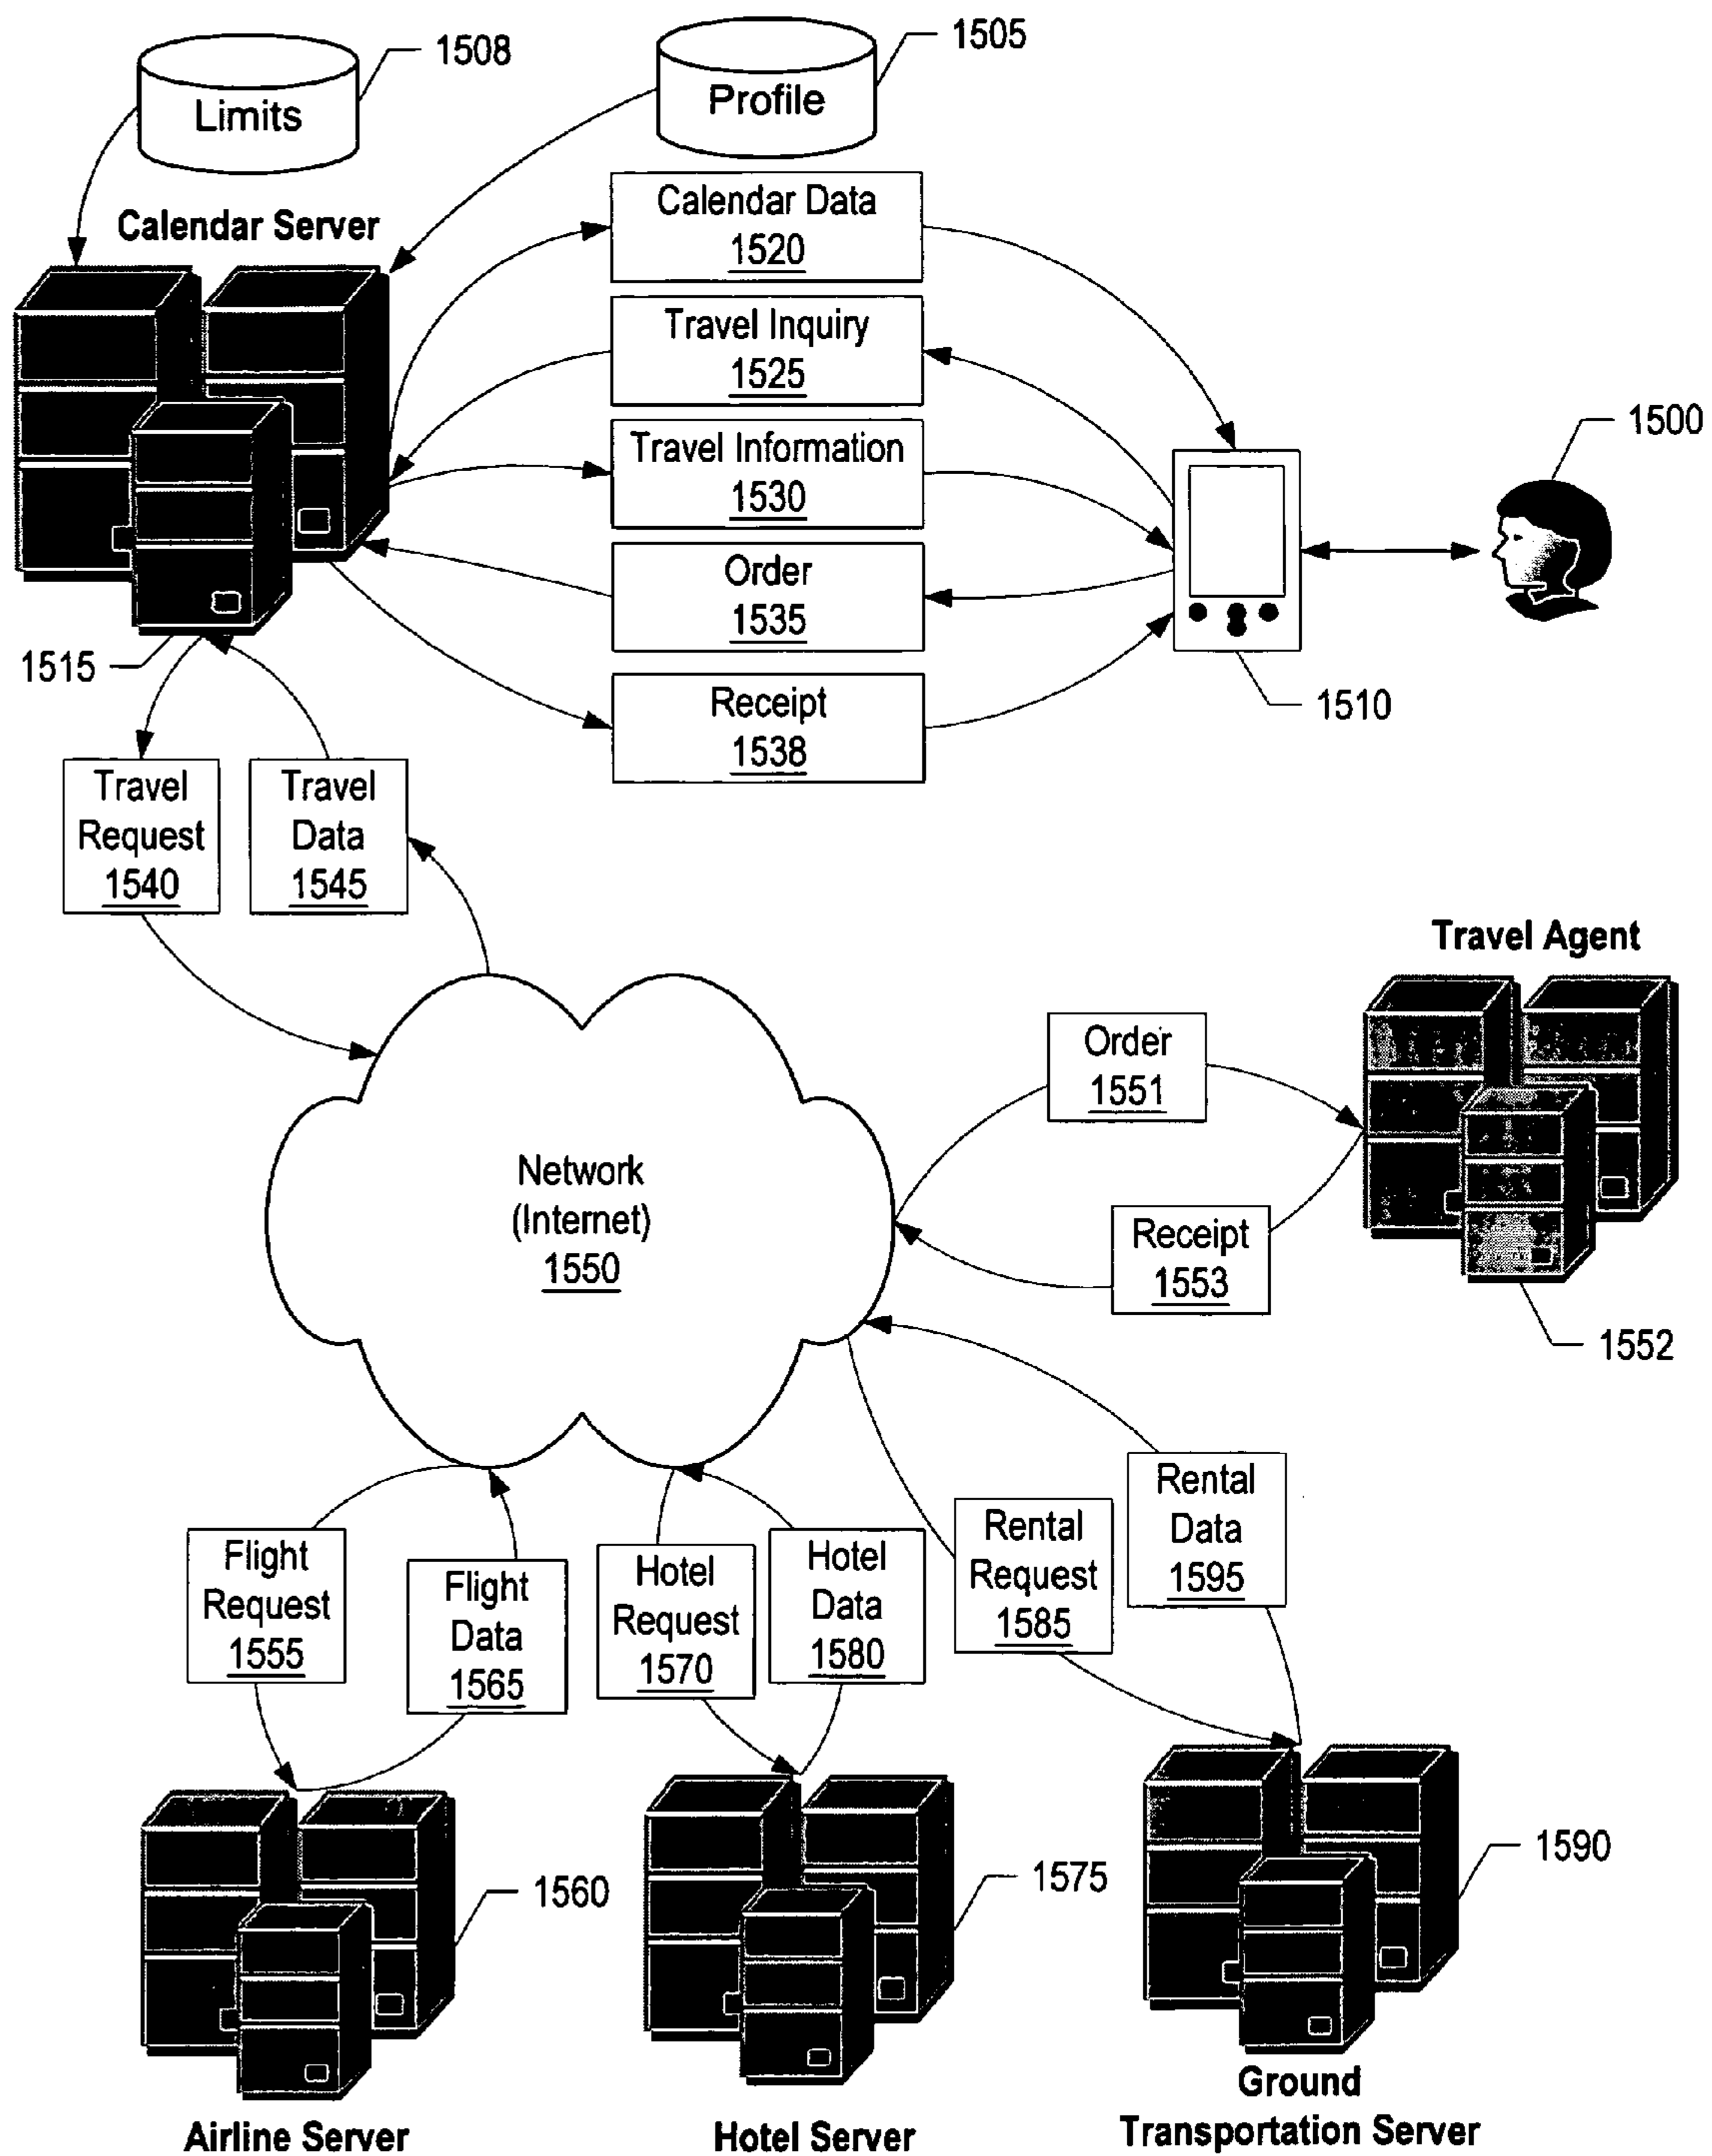 1508
Limits
1505
Profile
Calendar Server
Calendar Data
1520
Travel Inquiry
1525
Travel Information
1530
Order
1535
Receipt
1538
1500
1510
1515
Travel
Request
1540
Travel
Data
1545
Travel Agent
Order
1551
Receipt
1553
1552
Network
(Internet)
1550
Flight
Request
1555
Flight
Data
1565
Hotel
Request
1570
Hotel
Data
1580
Rental
Request
1585
Rental
Data
1595
1560
1575
1590
Airline Server
Hotel Server
Ground
Transportation Server